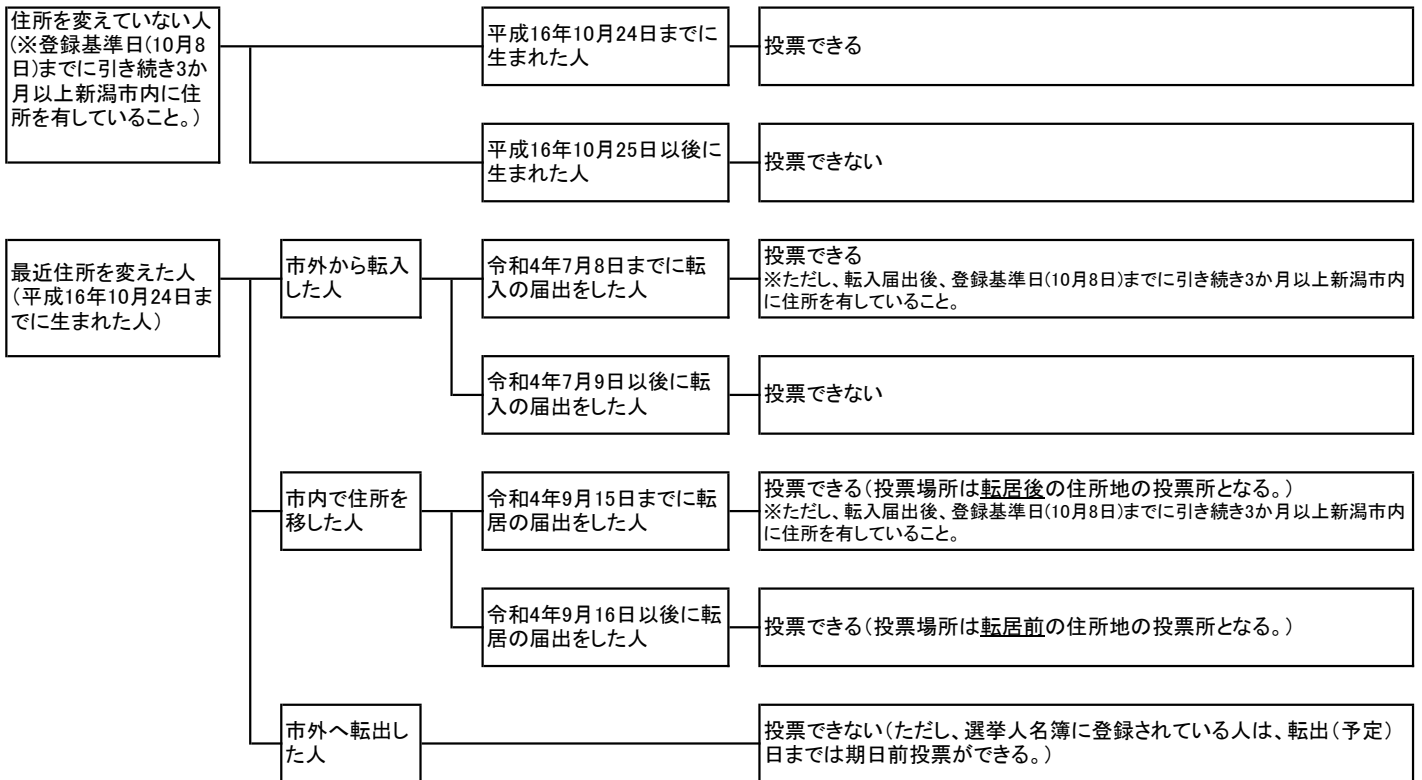 住所を変えていない人
(※登録基準日(10月8
日)までに引き続き3か
月以上新潟市内に住
所を有していること。)
平成16年10月24日までに
生まれた人
投票できる
平成16年10月25日以後に
生まれた人
投票できない
最近住所を変えた人
(平成16年10月24日ま
でに生まれた人)
市外から転入
した人
令和4年7月8日までに転
入の届出をした人
投票できる
※ただし、転入届出後、登録基準日(10月8日)までに引き続き3か月以上新潟市内
に住所を有していること。
令和4年7月9日以後に転
入の届出をした人
投票できない
市内で住所を
移した人
令和4年9月15日までに転
居の届出をした人
投票できる(投票場所は転居後の住所地の投票所となる。)
※ただし、転入届出後、登録基準日(10月8日)までに引き続き3か月以上新潟市内
に住所を有していること。
令和4年9月16日以後に転
居の届出をした人
投票できる(投票場所は転居前の住所地の投票所となる。)
市外へ転出し
た人
投票できない(ただし、選挙人名簿に登録されている人は、転出(予定)
日までは期日前投票ができる。)